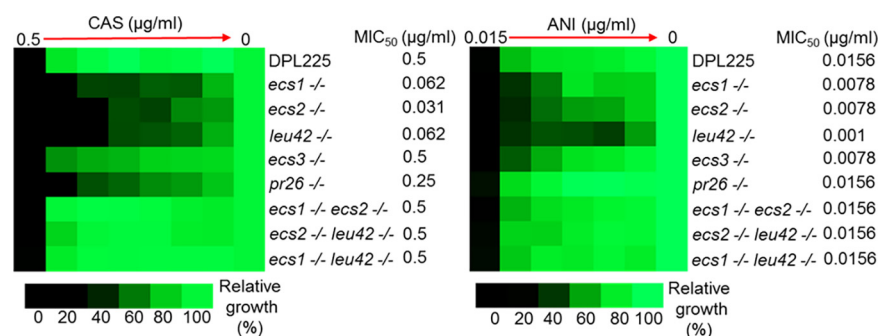 CAS (µg/ml)
0.5 0 MIC50 (µg/ml)
DPL225 0.5
ecs1 -/- 0.062
ecs2 -/- 0.031
leu42 -/- 0.062
ecs3 -/- 0.5
pr26 -/- 0.25
ecs1 -/- ecs2 -/- 0.5
ecs2 -/- leu42 -/- 0.5
ecs1 -/- leu42 -/- 0.5
0 20 40 60 80 100
Relative
growth
(%)
ANI (µg/ml)
0.015 0 MIC50 (µg/ml)
DPL225 0.0156
ecs1 -/- 0.0078
ecs2 -/- 0.0078
leu42 -/- 0.001
ecs3 -/- 0.0078
pr26 -/- 0.0156
ecs1 -/- ecs2 -/- 0.0156
ecs2 -/- leu42 -/- 0.0156
ecs1 -/- leu42 -/- 0.0156
0 20 40 60 80 100
Relative
growth
(%)